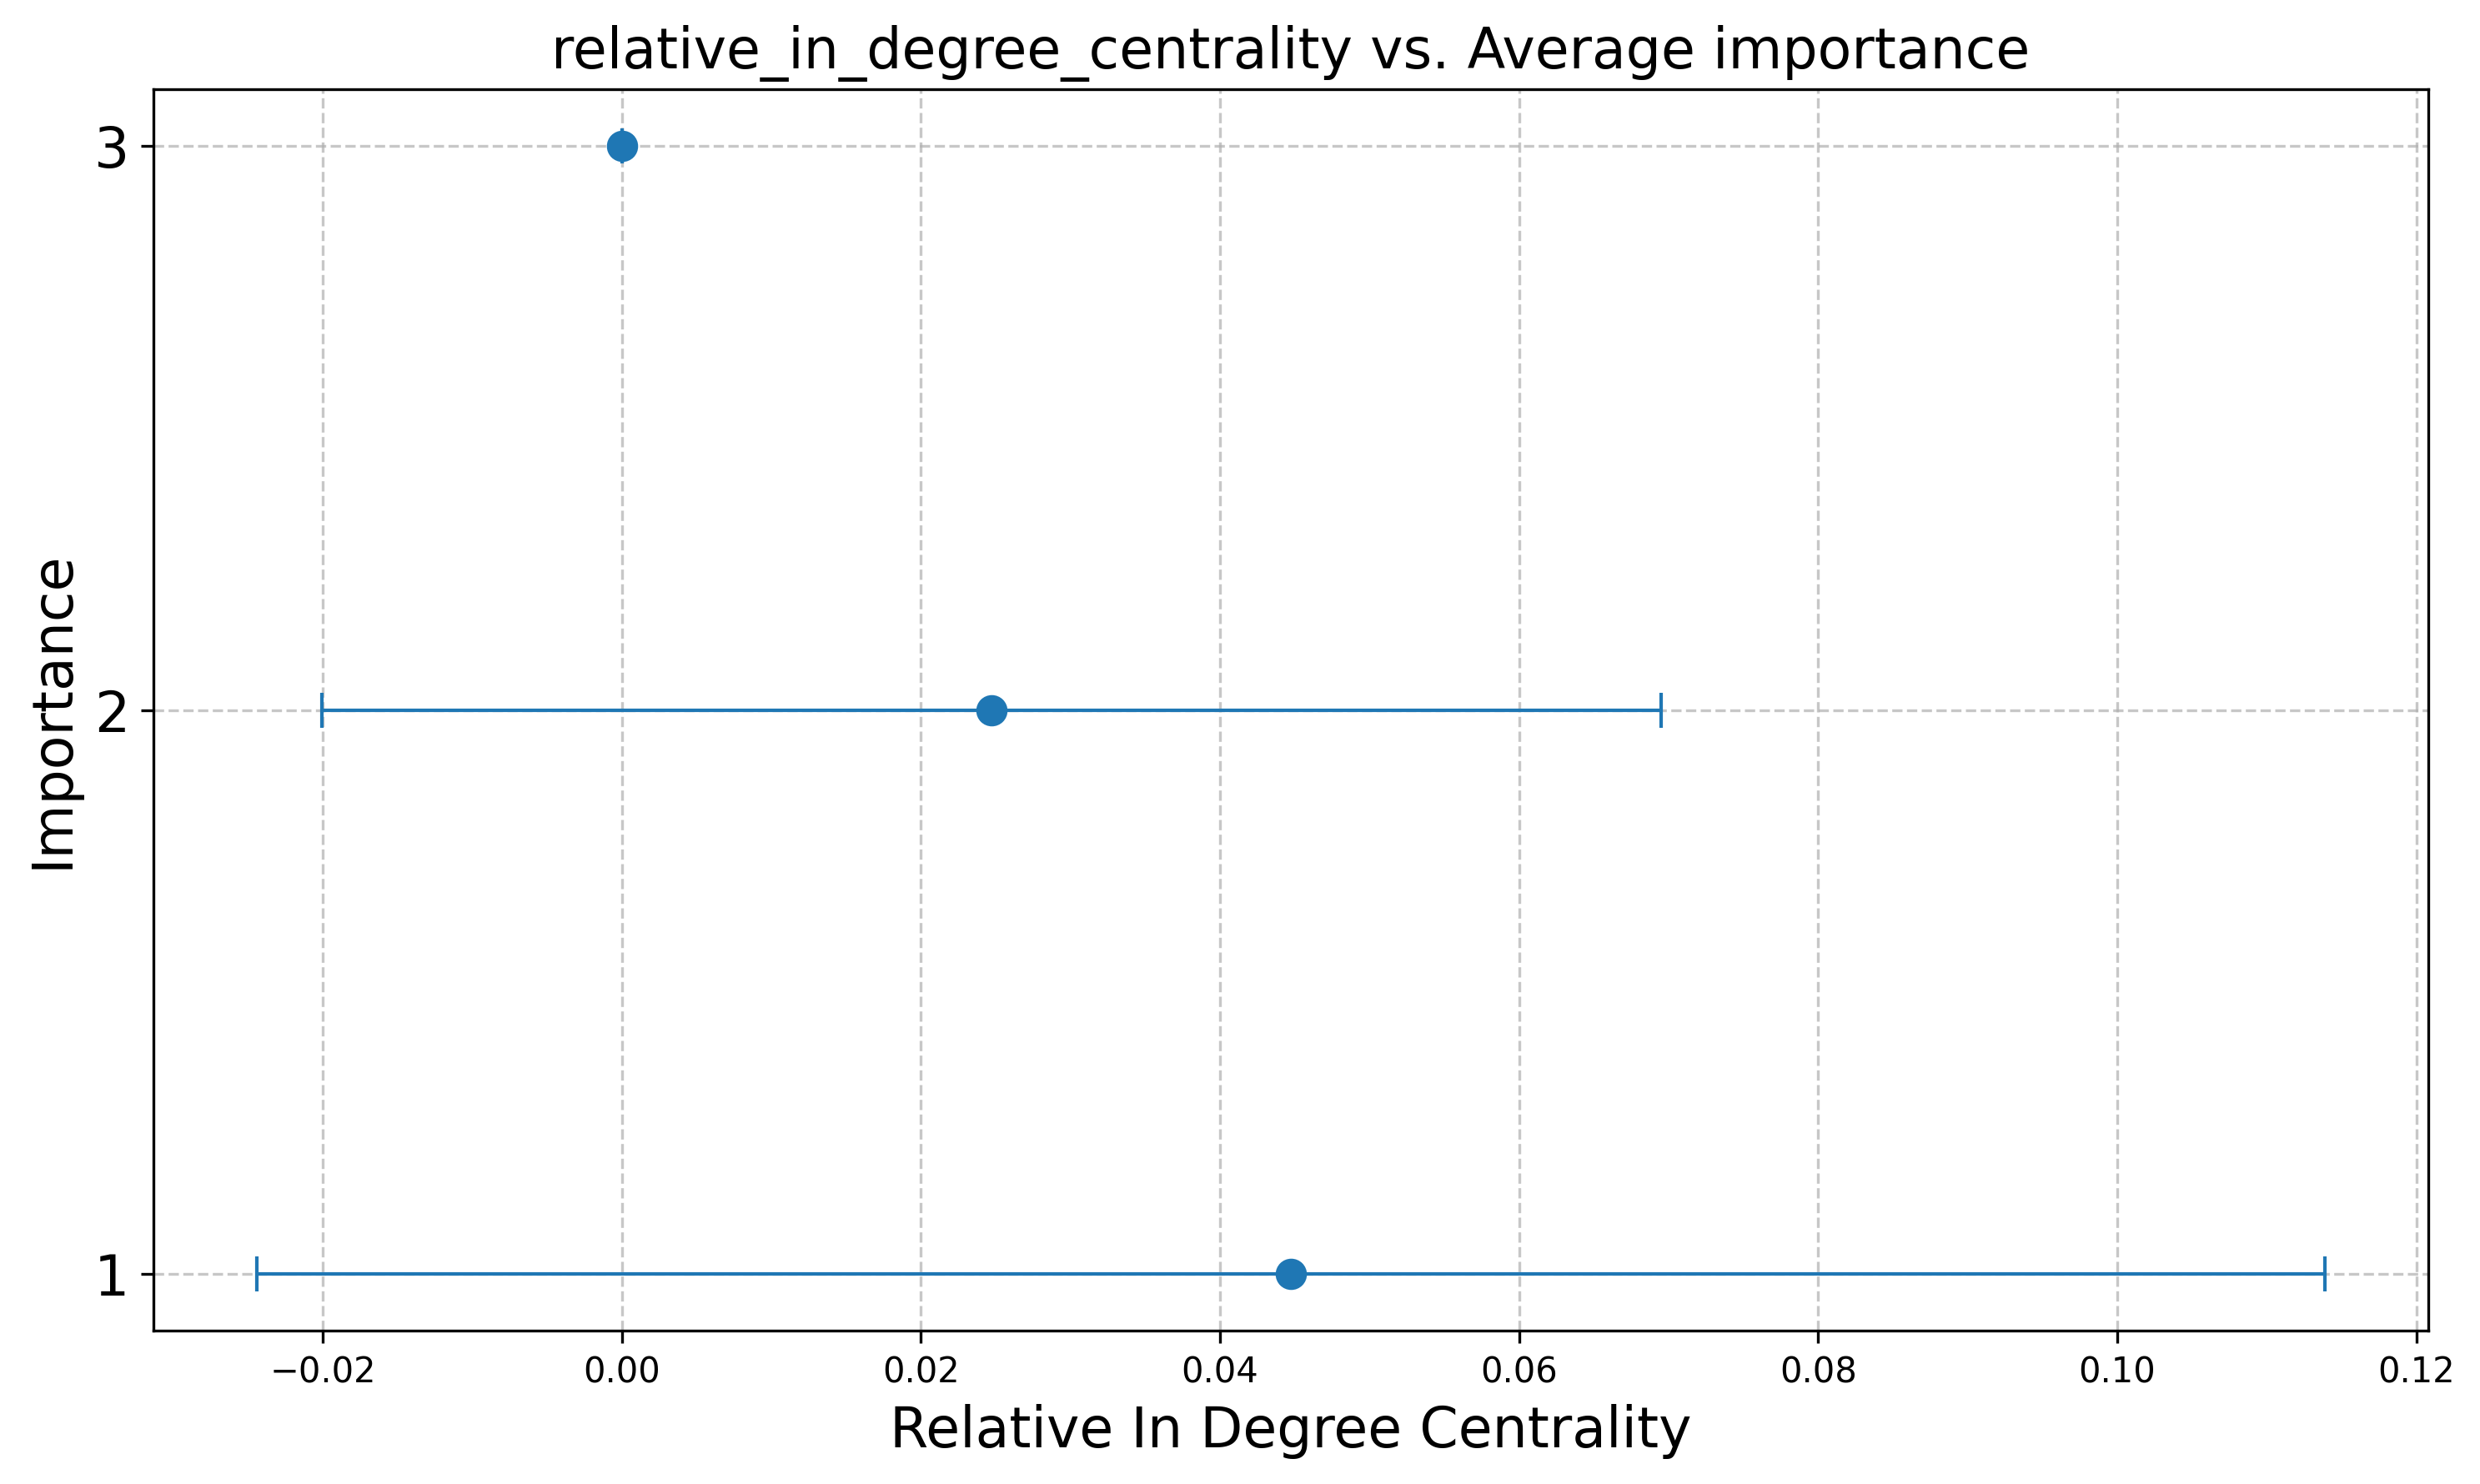 relative_in_degree_centrality vs. Average importance
3
2
1
Importance
−0.02 0.00 0.02 0.04 0.06 0.08 0.10 0.12
Relative In Degree Centrality